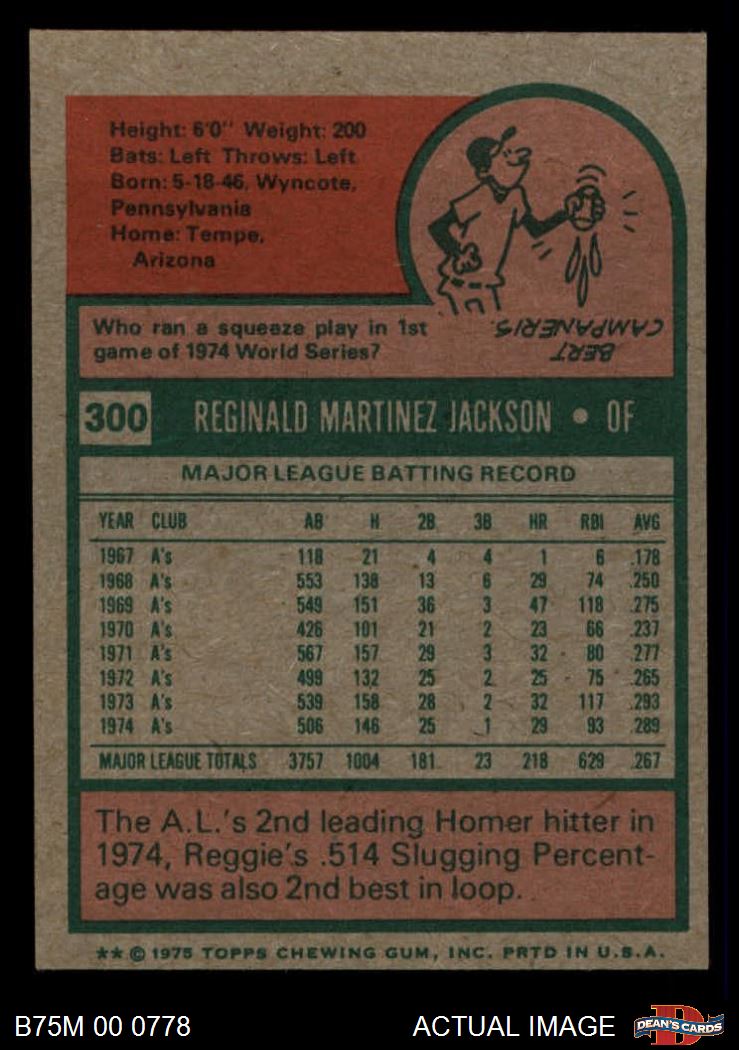 Height: 6'0" Weight: 200
Bats: Left Throws: Left
Born: 5-18-46, Wyncote,
Pennsylvania
Home: Tempe,
Arizona
Who ran a squeeze play in 1st
game of 1974 World Series?
BERT
CAMPANERIS.
300 REGINALD MARTINEZ JACKSON • OF
MAJOR LEAGUE BATTING RECORD
YEAR CLUB AB H 2B 3B HR RBI AVG
1967 A's 118 21 4 4 1 6 .178
1968 A's 553 138 13 6 29 74 .250
1969 A's 549 151 36 3 47 118 .275
1970 A's 426 101 21 2 23 66 .237
1971 A's 567 157 29 3 32 80 .277
1972 A's 499 132 25 2 25 75 .265
1973 A's 539 158 28 2 32 117 .293
1974 A's 506 146 25 1 29 93 .289
MAJOR LEAGUE TOTALS 3757 1004 181 23 218 629 .267
The A.L.'s 2nd leading Homer hitter in
1974, Reggie's .514 Slugging Percent-
age was also 2nd best in loop.
** © 1975 TOPPS CHEWING GUM, INC. PRTD IN U.S.A.
B75M 00 0778 ACTUAL IMAGE D DEAN'S CARDS